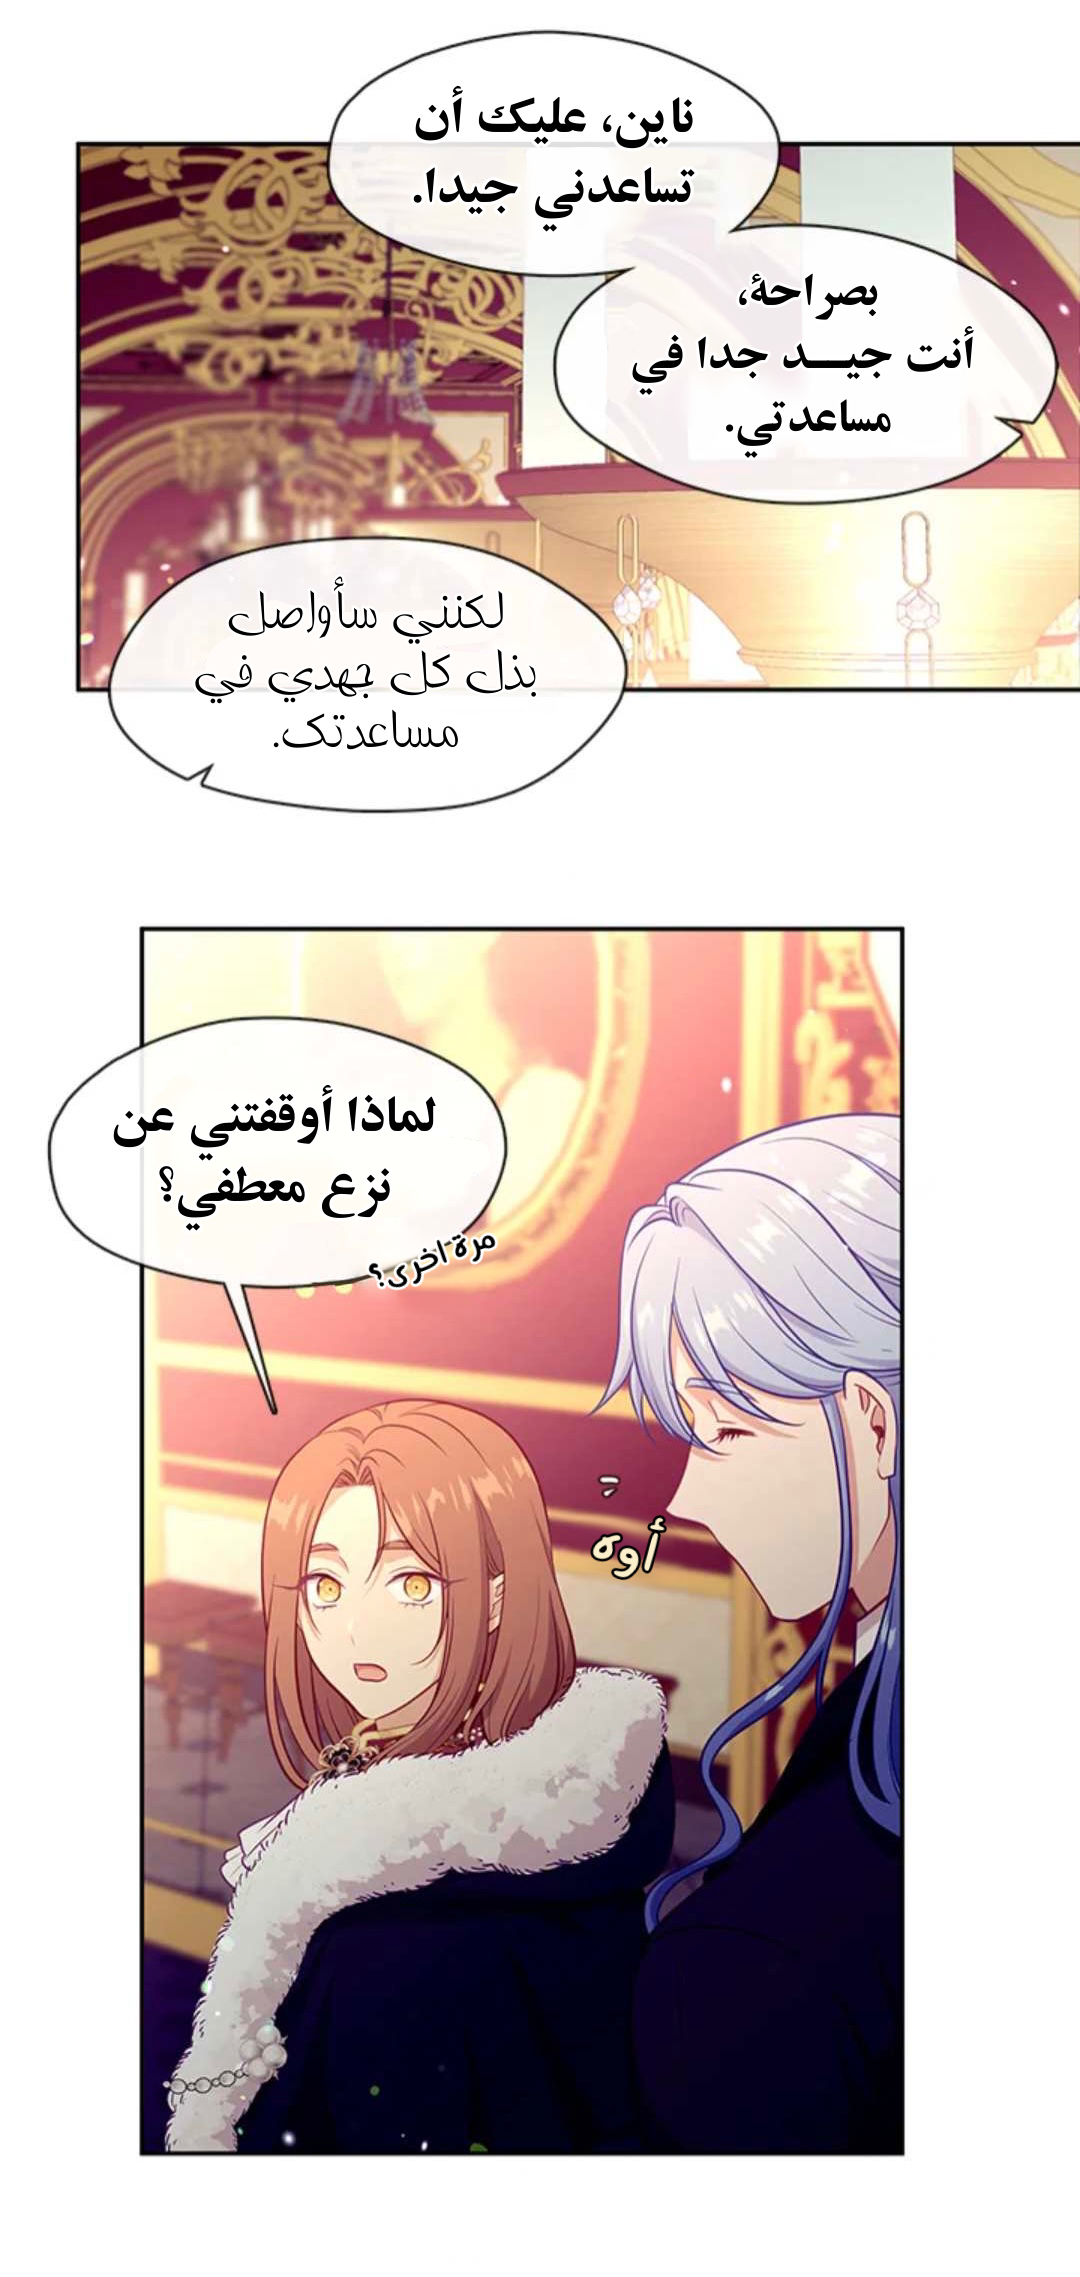 ناين، عليك أن
تساعدني جيدا.
بصراحة،
أنت جيـــد جدا في
مساعدتي.
لكنني سأواصل
بذل كل جهدي في
مساعدتك.
لماذا أوقفتني عن
نزع معطفي؟
مرة اخرى؟
أوه